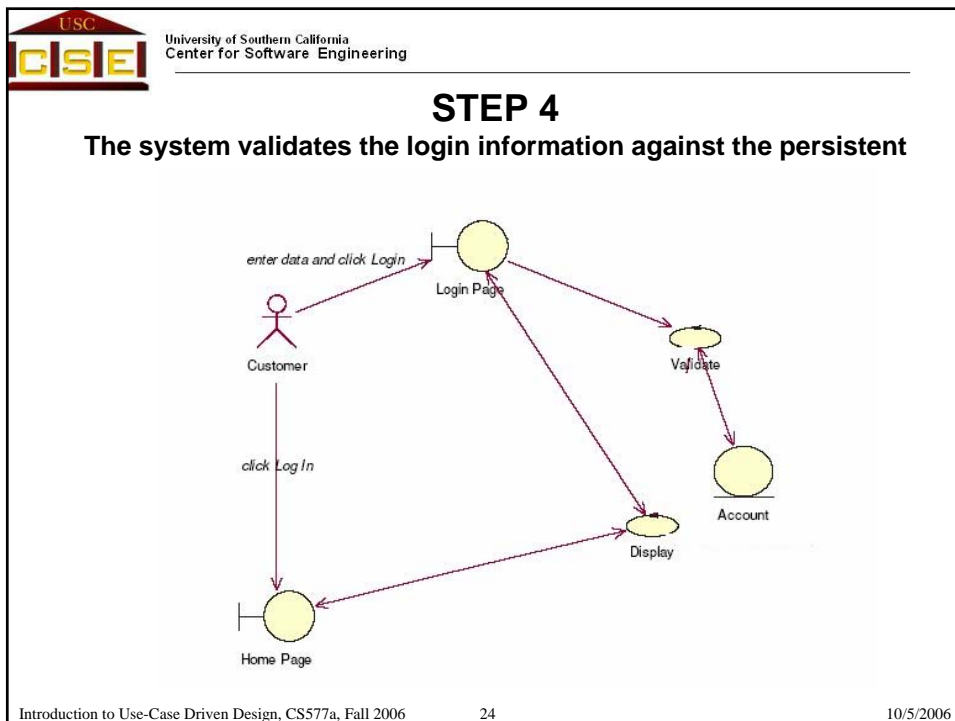 USC
CSE
University of Southern California
Center for Software Engineering
STEP 4
The system validates the login information against the persistent
enter data and click Login
Login Page
Customer
Validate
click Log In
Account
Display
Home Page
Introduction to Use-Case Driven Design, CS577a, Fall 2006 24 10/5/2006